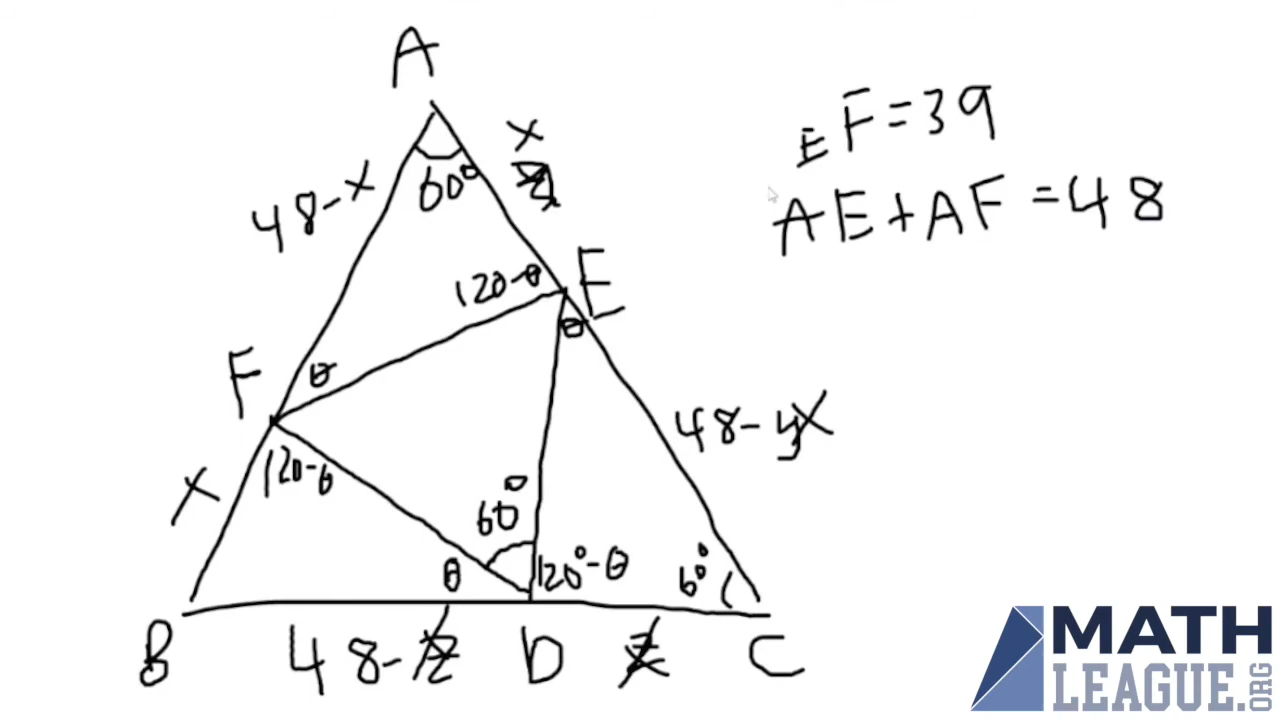 A
EF=39
AE+AF=48
x
48-x
60°
120-θ
E
θ
F
θ
48-x
x
120-θ
60°
θ
120°-θ
60°
B
48-
D
C
MATH
LEAGUE.ORG